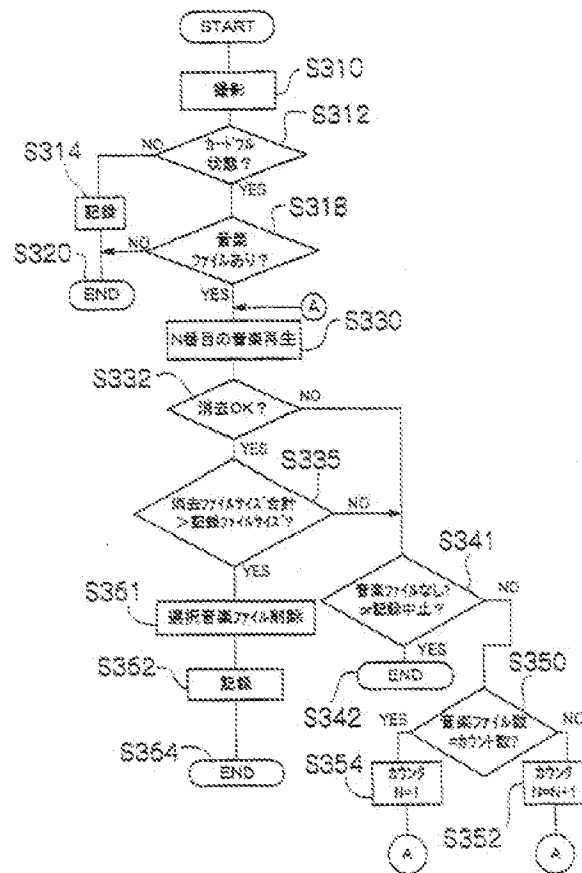 START
S310
撮影
S312
カードフル
状態？
NO
S314
YES
記録
S318
音楽
ファイルあり？
NO
S320
END
YES
A
S330
N番目の音楽再生
S332
消去OK？
NO
YES
S335
消去ファイルサイズ合計
＞記録ファイルサイズ？
NO
YES
S341
音楽ファイルなし？
or記録中止？
NO
S361
選択音楽ファイル削除
YES
S362
記録
END
S342
S350
音楽ファイル数
=カウント数？
YES
NO
S364
END
S354
カウンタ
N=1
カウンタ
N=N+1
S352
A
A